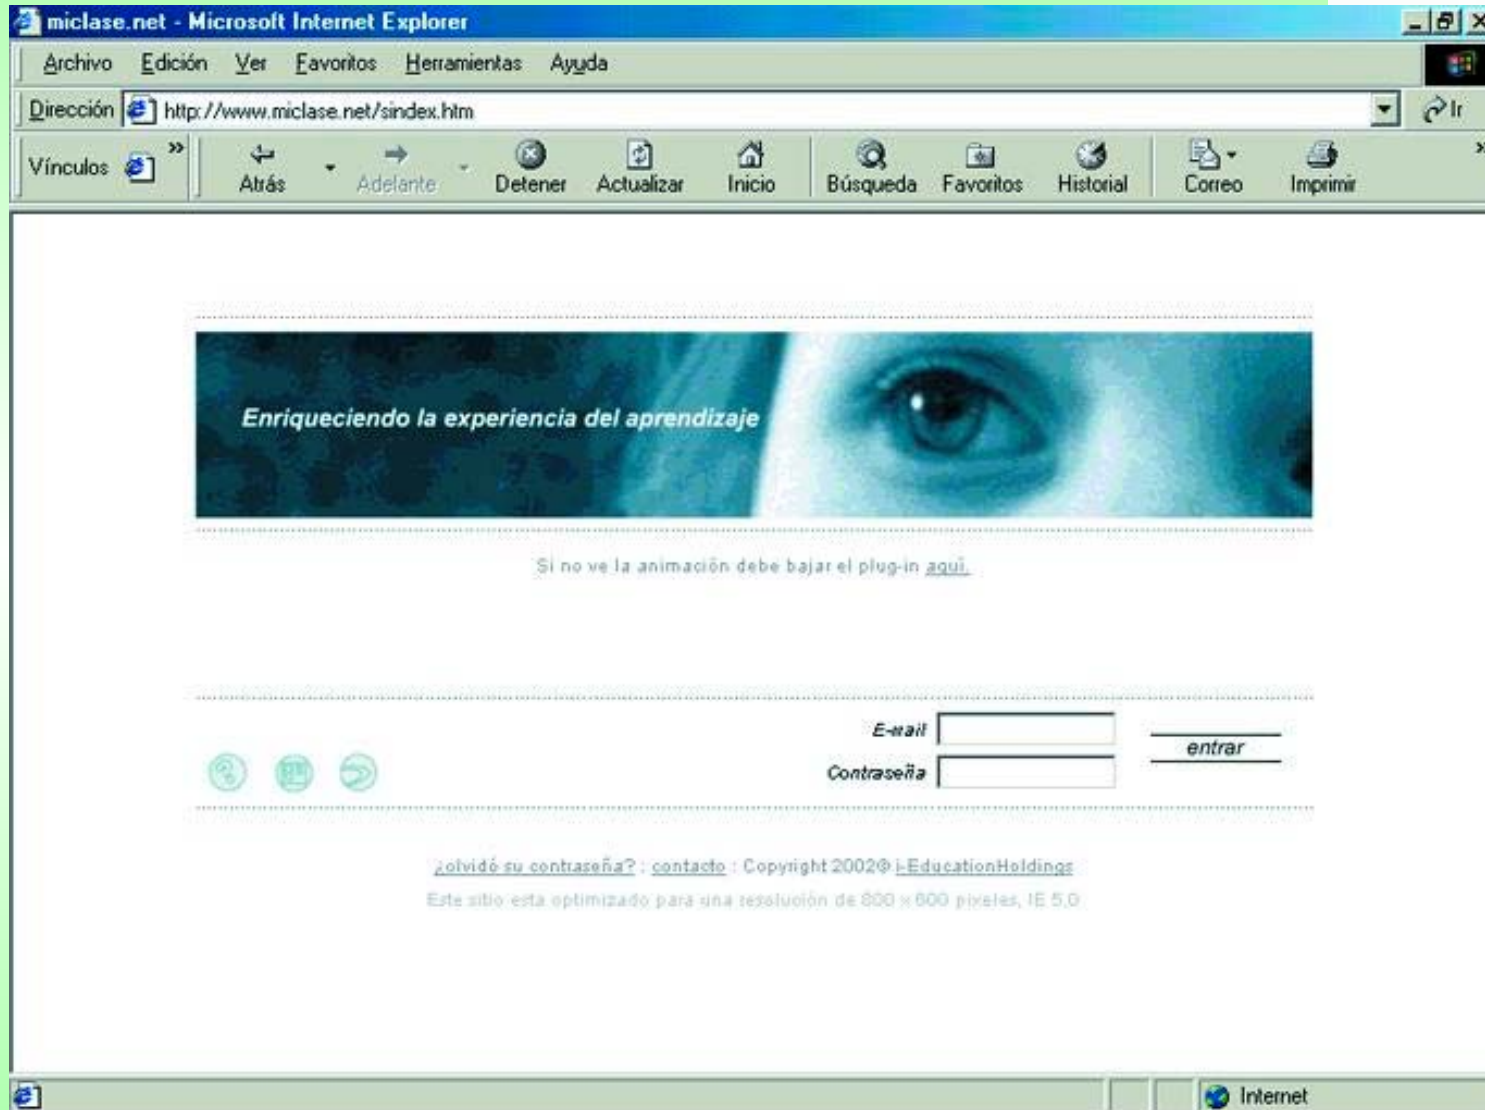 miclase.net - Microsoft Internet Explorer
Archivo Edición Ver Favoritos Herramientas Ayuda
Dirección http://www.miclase.net/sindex.htm Ir
Vínculos » Atrás Adelante Detener Actualizar Inicio Búsqueda Favoritos Historial Correo Imprimir »
Enriqueciendo la experiencia del aprendizaje
Si no ve la animación debe bajar el plug-in aquí.
E-mail
entrar
Contraseña
¿olvidó su contraseña? : contacto : Copyright 2002© i-EducationHoldings
Este sitio esta optimizado para una resolución de 800 x 600 pixeles, IE 5,0
Internet